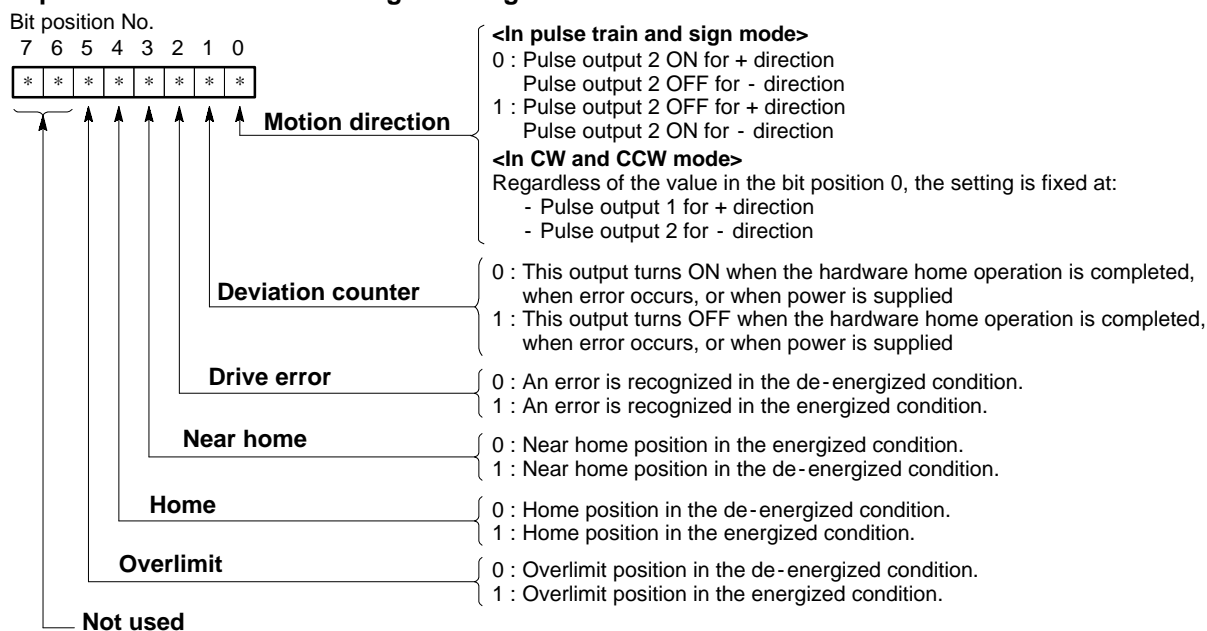 Bit position No.
7 6 5 4 3 2 1 0
* * * * * * * *
Motion direction
<In pulse train and sign mode>
0 : Pulse output 2 ON for + direction
Pulse output 2 OFF for - direction
1 : Pulse output 2 OFF for + direction
Pulse output 2 ON for - direction
<In CW and CCW mode>
Regardless of the value in the bit position 0, the setting is fixed at:
- Pulse output 1 for + direction
- Pulse output 2 for - direction
Deviation counter
0 : This output turns ON when the hardware home operation is completed,
when error occurs, or when power is supplied
1 : This output turns OFF when the hardware home operation is completed,
when error occurs, or when power is supplied
Drive error
0 : An error is recognized in the de-energized condition.
1 : An error is recognized in the energized condition.
Near home
0 : Near home position in the energized condition.
1 : Near home position in the de-energized condition.
Home
0 : Home position in the de-energized condition.
1 : Home position in the energized condition.
Overlimit
0 : Overlimit position in the de-energized condition.
1 : Overlimit position in the energized condition.
Not used